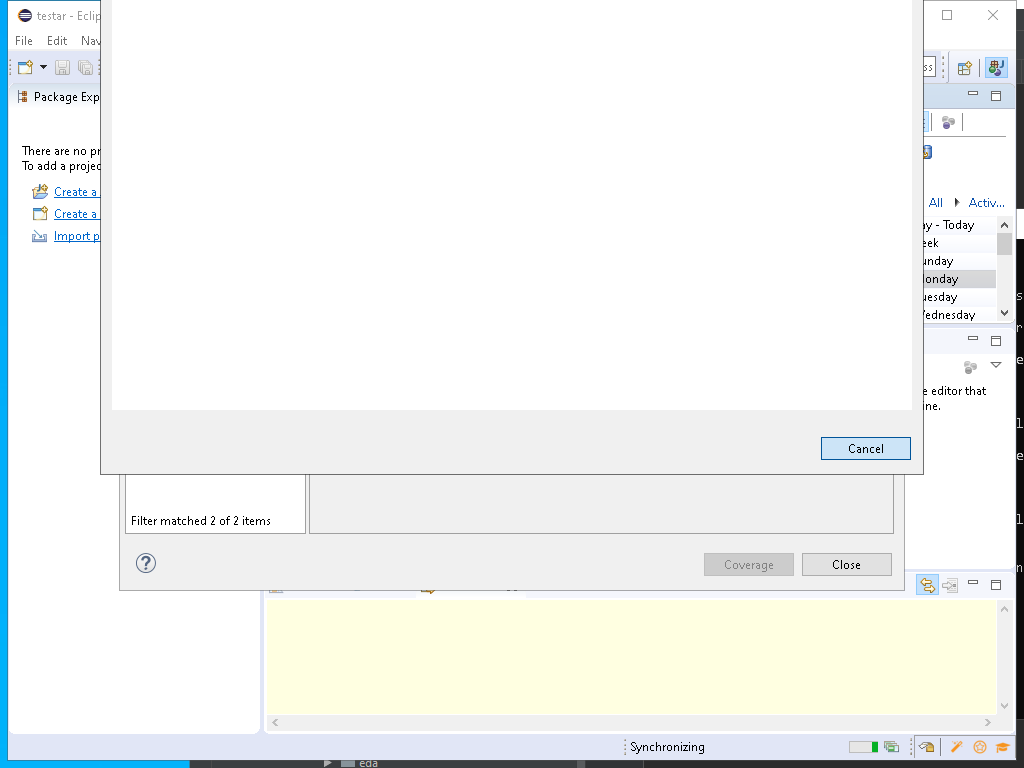 testar - Eclip
File Edit Nav
ss
Package Exp
There are no pr
To add a projec
Create a
Create a
Import p
All Activ...
ay - Today
eek
unday
onday
uesday
Wednesday
e editor that
ine.
Cancel
Filter matched 2 of 2 items
? Coverage Close
Synchronizing
eda